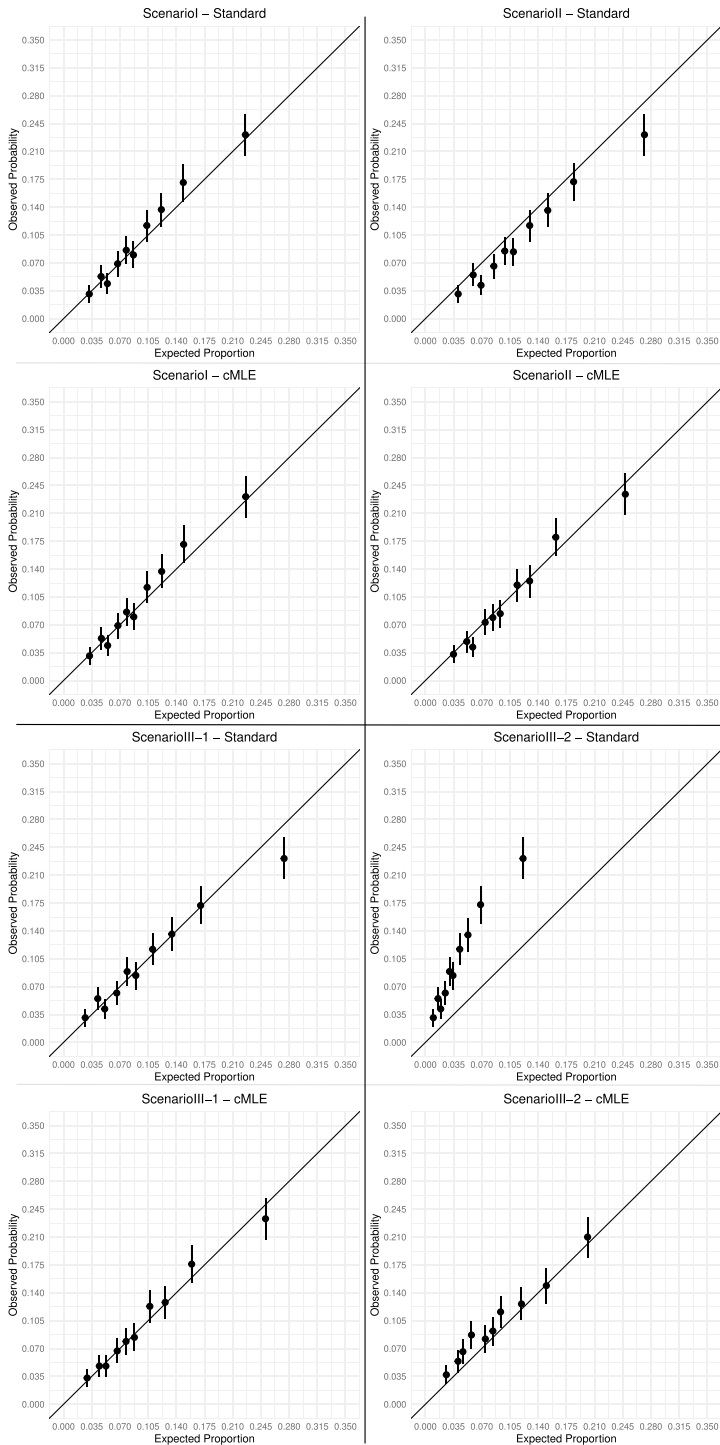 ScenarioI – Standard
0.350
0.315
0.280
0.245
0.210
0.175
0.140
0.105
0.070
0.035
0.000
Observed Probability
0.000 0.035 0.070 0.105 0.140 0.175 0.210 0.245 0.280 0.315 0.350
Expected Proportion
ScenarioII – Standard
0.350
0.315
0.280
0.245
0.210
0.175
0.140
0.105
0.070
0.035
0.000
Observed Probability
0.000 0.035 0.070 0.105 0.140 0.175 0.210 0.245 0.280 0.315 0.350
Expected Proportion
ScenarioI – cMLE
0.350
0.315
0.280
0.245
0.210
0.175
0.140
0.105
0.070
0.035
0.000
Observed Probability
0.000 0.035 0.070 0.105 0.140 0.175 0.210 0.245 0.280 0.315 0.350
Expected Proportion
ScenarioII – cMLE
0.350
0.315
0.280
0.245
0.210
0.175
0.140
0.105
0.070
0.035
0.000
Observed Probability
0.000 0.035 0.070 0.105 0.140 0.175 0.210 0.245 0.280 0.315 0.350
Expected Proportion
ScenarioIII–1 – Standard
0.350
0.315
0.280
0.245
0.210
0.175
0.140
0.105
0.070
0.035
0.000
Observed Probability
0.000 0.035 0.070 0.105 0.140 0.175 0.210 0.245 0.280 0.315 0.350
Expected Proportion
ScenarioIII–2 – Standard
0.350
0.315
0.280
0.245
0.210
0.175
0.140
0.105
0.070
0.035
0.000
Observed Probability
0.000 0.035 0.070 0.105 0.140 0.175 0.210 0.245 0.280 0.315 0.350
Expected Proportion
ScenarioIII–1 – cMLE
0.350
0.315
0.280
0.245
0.210
0.175
0.140
0.105
0.070
0.035
0.000
Observed Probability
0.000 0.035 0.070 0.105 0.140 0.175 0.210 0.245 0.280 0.315 0.350
Expected Proportion
ScenarioIII–2 – cMLE
0.350
0.315
0.280
0.245
0.210
0.175
0.140
0.105
0.070
0.035
0.000
Observed Probability
0.000 0.035 0.070 0.105 0.140 0.175 0.210 0.245 0.280 0.315 0.350
Expected Proportion